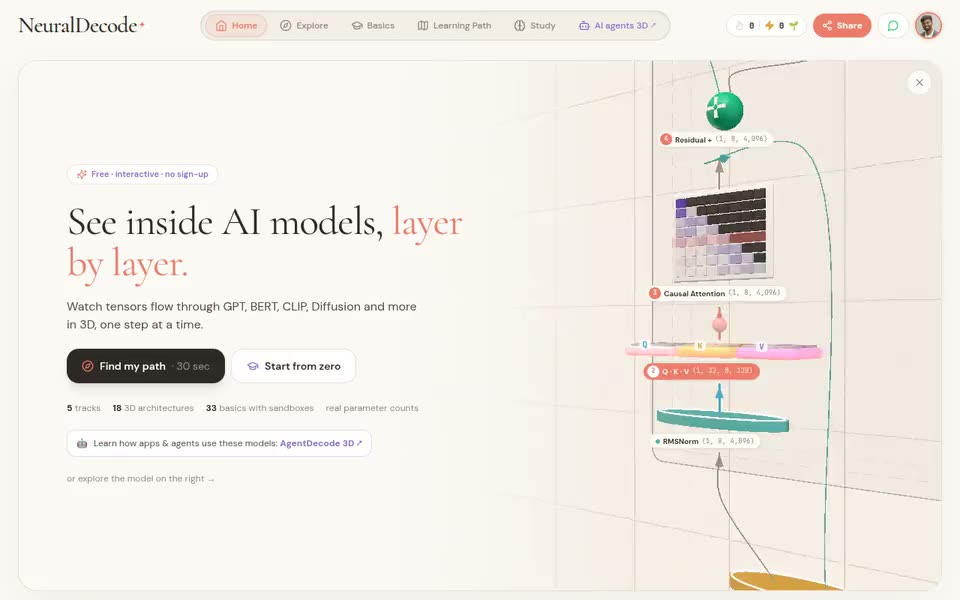 NeuralDecode
Home
Explore
Basics
Learning Path
Study
AI agents 3D ↗
0
0
Share
Free · interactive · no sign-up
See inside AI models, layer
by layer.
Watch tensors flow through GPT, BERT, CLIP, Diffusion and more
in 3D, one step at a time.
Find my path · 30 sec
Start from zero
5 tracks
18 3D architectures
33 basics with sandboxes
real parameter counts
Learn how apps & agents use these models: AgentDecode 3D ↗
or explore the model on the right →
4 Residual + (1, 8, 4,096)
3 Causal Attention (1, 8, 4,096)
Q
K
V
2 Q · K · V (1, 32, 8, 128)
RMSNorm (1, 8, 4,096)